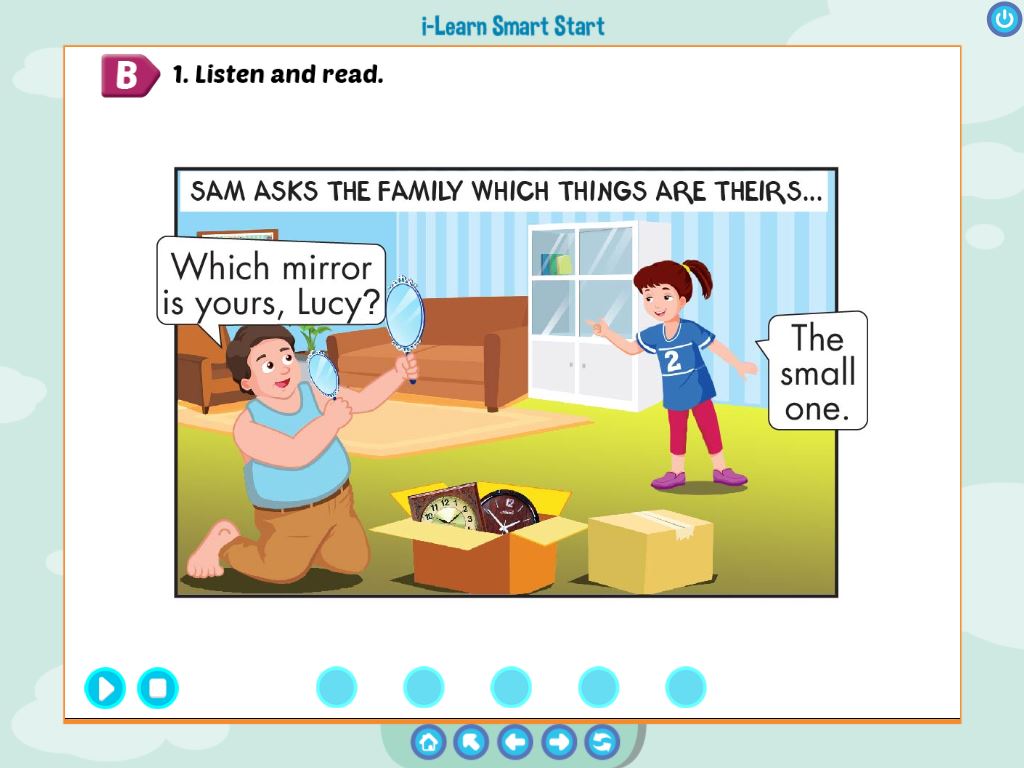 i-Learn Smart Start
B 1. Listen and read.
SAM ASKS THE FAMILY WHICH THINGS ARE THEIRS...
Which mirror
is yours, Lucy?
The
small
one.
2